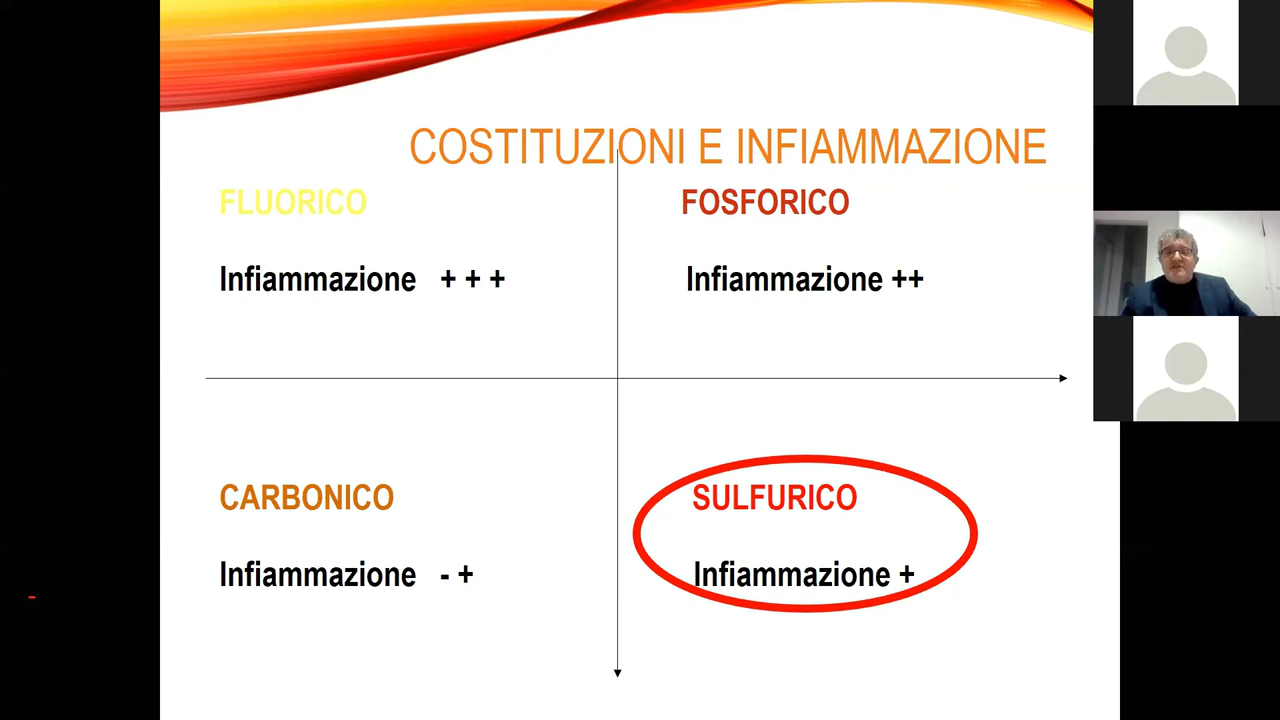 COSTITUZIONI E INFIAMMAZIONE
FLUORICO
Infiammazione + + +
FOSFORICO
Infiammazione ++
CARBONICO
Infiammazione - +
SULFURICO
Infiammazione +